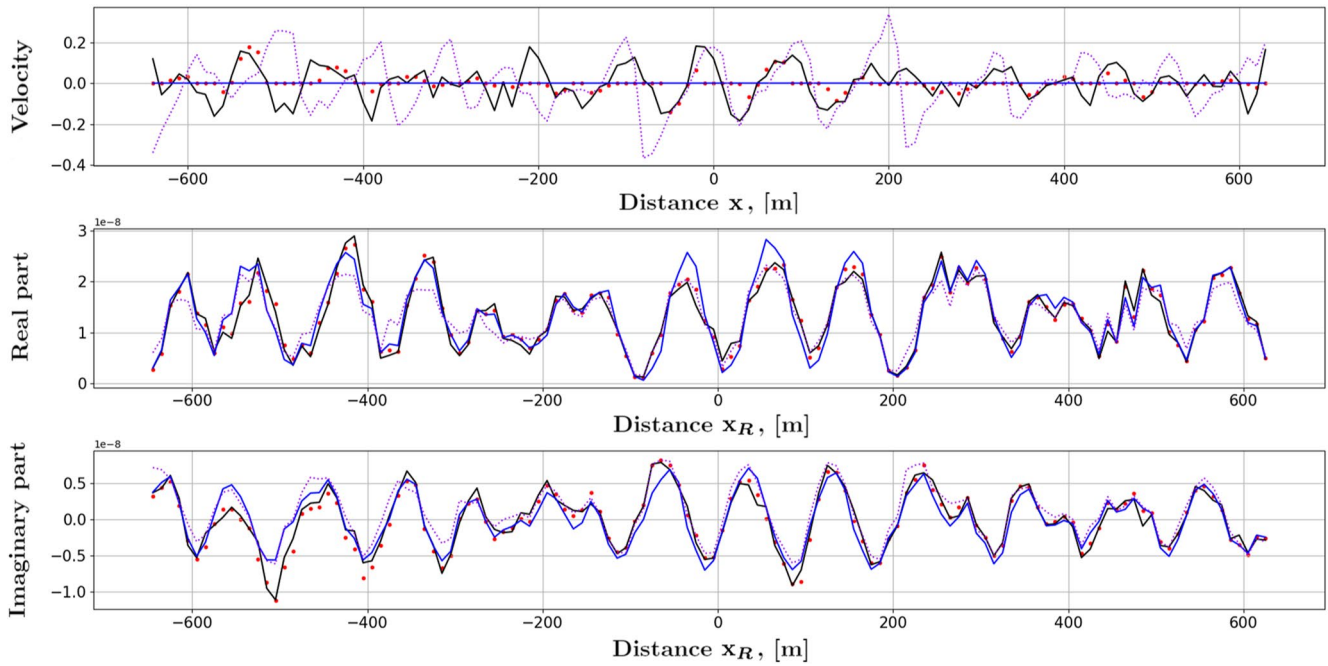 Velocity
0.2
0.0
−0.2
−0.4
−600 −400 −200 0 200 400 600
Distance x, [m]
1e−8
Real part
3
2
1
0
−600 −400 −200 0 200 400 600
Distance x_R, [m]
1e−8
Imaginary part
0.5
0.0
−0.5
−1.0
−600 −400 −200 0 200 400 600
Distance x_R, [m]